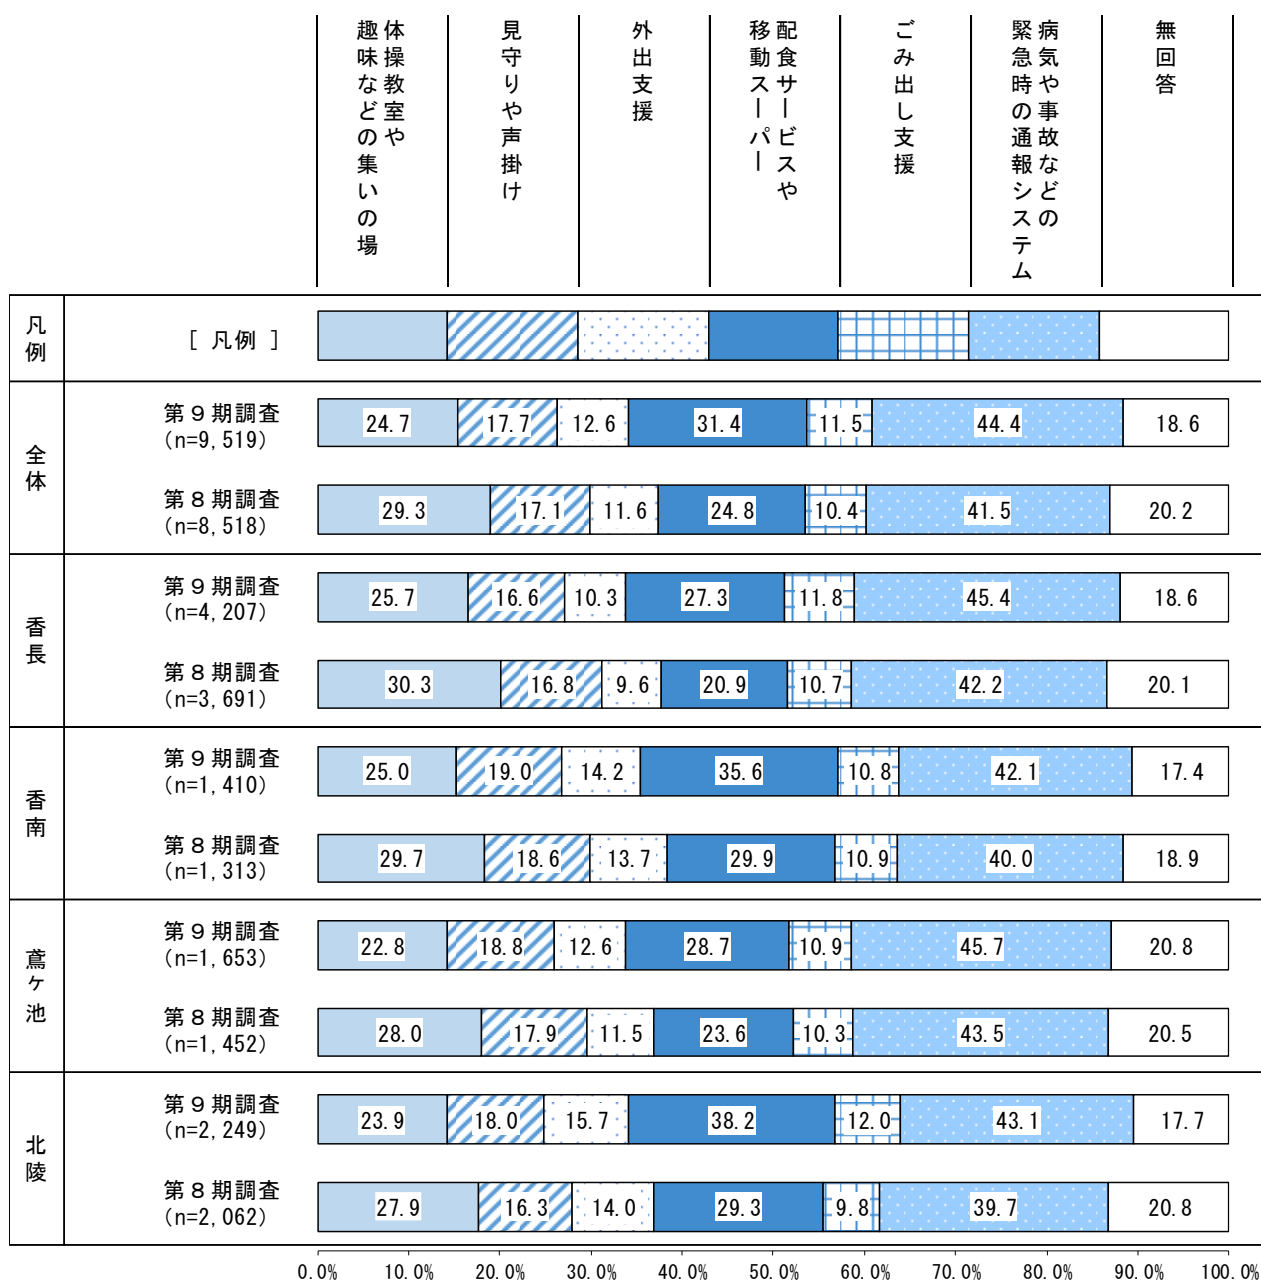 体操教室や
趣味などの集いの場
見守りや声掛け
外出支援
配食サービスや
移動スーパー
ごみ出し支援
病気や事故などの
緊急時の通報システム
無回答
凡例
[ 凡例 ]
全体
第９期調査
(n=9,519)
24.7 17.7 12.6 31.4 11.5 44.4 18.6
第８期調査
(n=8,518)
29.3 17.1 11.6 24.8 10.4 41.5 20.2
香長
第９期調査
(n=4,207)
25.7 16.6 10.3 27.3 11.8 45.4 18.6
第８期調査
(n=3,691)
30.3 16.8 9.6 20.9 10.7 42.2 20.1
香南
第９期調査
(n=1,410)
25.0 19.0 14.2 35.6 10.8 42.1 17.4
第８期調査
(n=1,313)
29.7 18.6 13.7 29.9 10.9 40.0 18.9
鳶ヶ池
第９期調査
(n=1,653)
22.8 18.8 12.6 28.7 10.9 45.7 20.8
第８期調査
(n=1,452)
28.0 17.9 11.5 23.6 10.3 43.5 20.5
北陵
第９期調査
(n=2,249)
23.9 18.0 15.7 38.2 12.0 43.1 17.7
第８期調査
(n=2,062)
27.9 16.3 14.0 29.3 9.8 39.7 20.8
0.0% 10.0% 20.0% 30.0% 40.0% 50.0% 60.0% 70.0% 80.0% 90.0% 100.0%